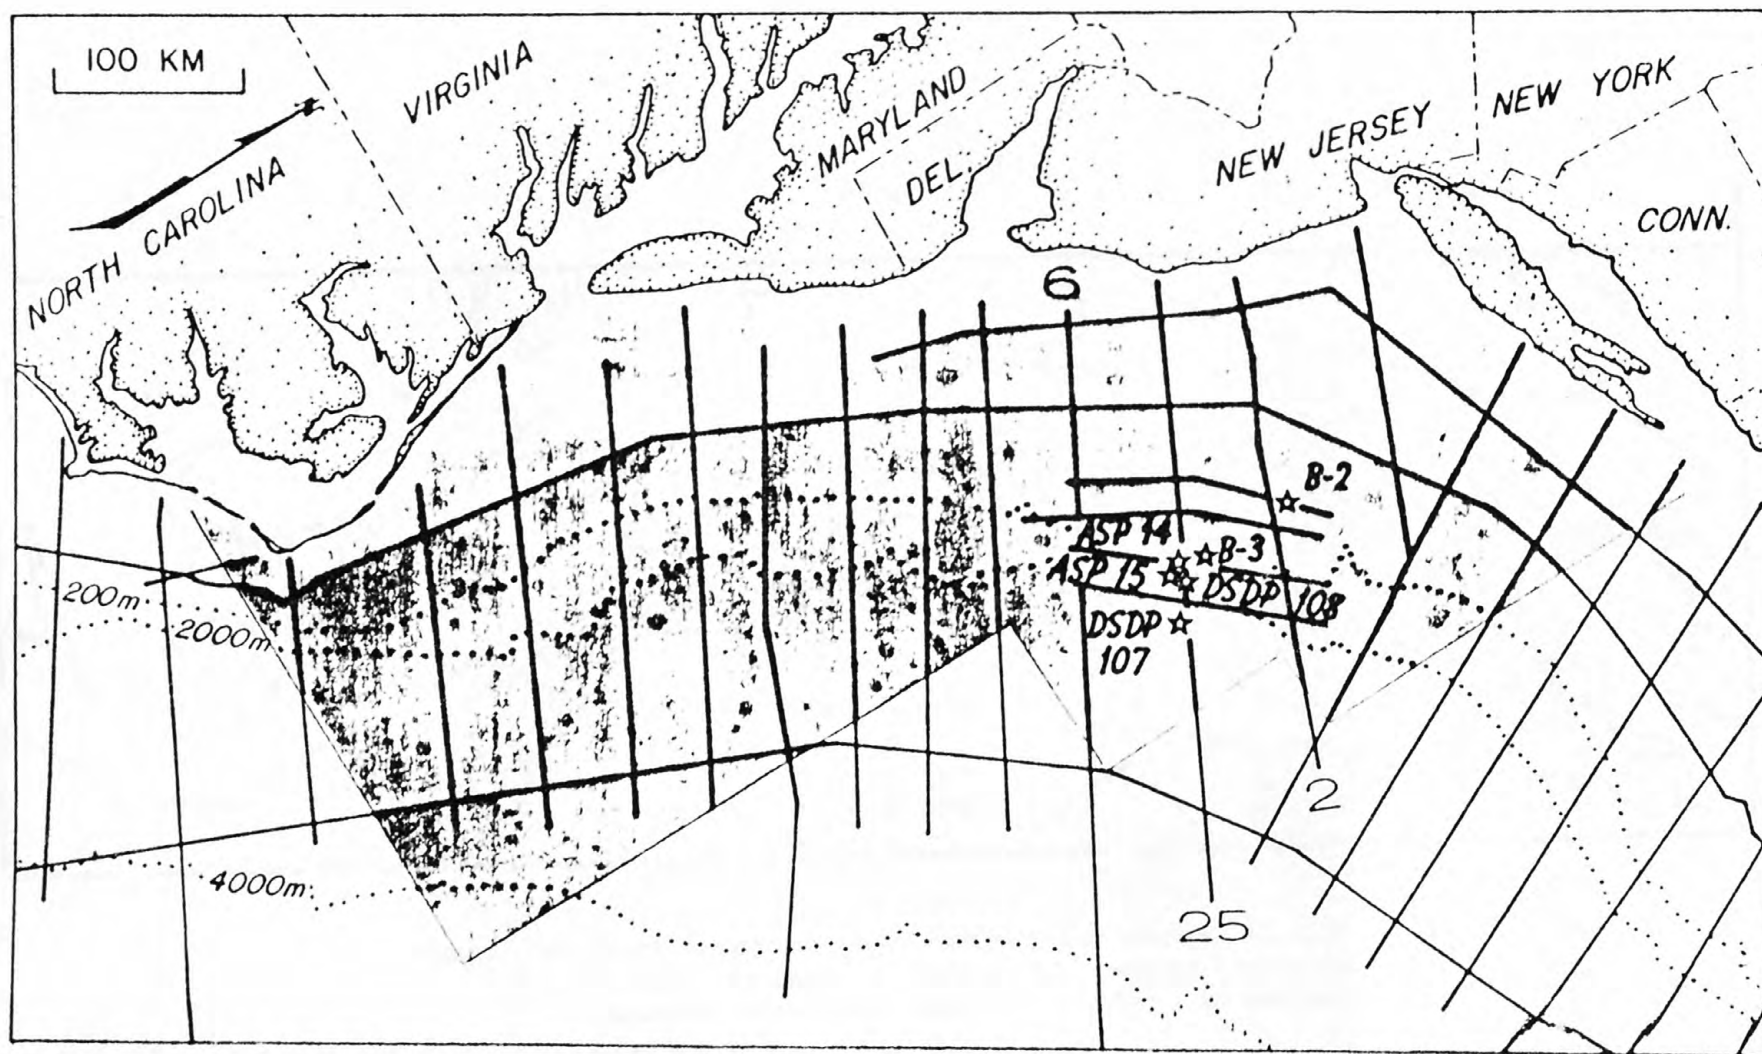 100 KM
VIRGINIA
NORTH CAROLINA
MARYLAND
DEL.
NEW JERSEY
NEW YORK
CONN.
6
B-2
ASP 14
B-3
ASP 15
DSDP 108
DSDP
107
200m
2000m
2
4000m
25